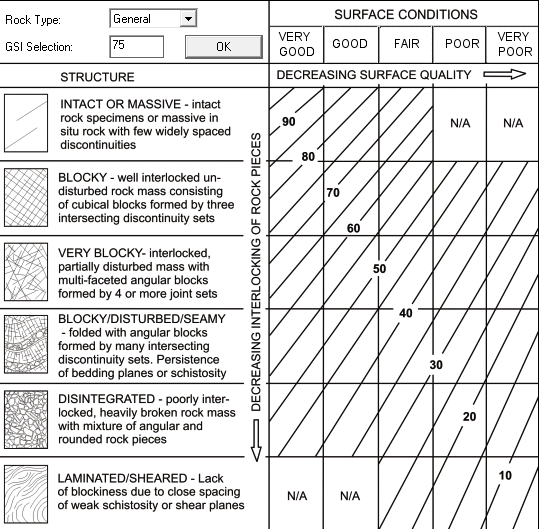 Rock Type: General
GSI Selection: 75 OK
SURFACE CONDITIONS
VERY GOOD
GOOD
FAIR
POOR
VERY POOR
STRUCTURE
DECREASING SURFACE QUALITY
DECREASING INTERLOCKING OF ROCK PIECES
INTACT OR MASSIVE - intact
rock specimens or massive in
situ rock with few widely spaced
discontinuities
BLOCKY - well interlocked un-
disturbed rock mass consisting
of cubical blocks formed by three
intersecting discontinuity sets
VERY BLOCKY- interlocked,
partially disturbed mass with
multi-faceted angular blocks
formed by 4 or more joint sets
BLOCKY/DISTURBED/SEAMY
- folded with angular blocks
formed by many intersecting
discontinuity sets. Persistence
of bedding planes or schistosity
DISINTEGRATED - poorly inter-
locked, heavily broken rock mass
with mixture of angular and
rounded rock pieces
LAMINATED/SHEARED - Lack
of blockiness due to close spacing
of weak schistosity or shear planes
90
N/A N/A
80
70
60
50
40
30
20
10
N/A N/A